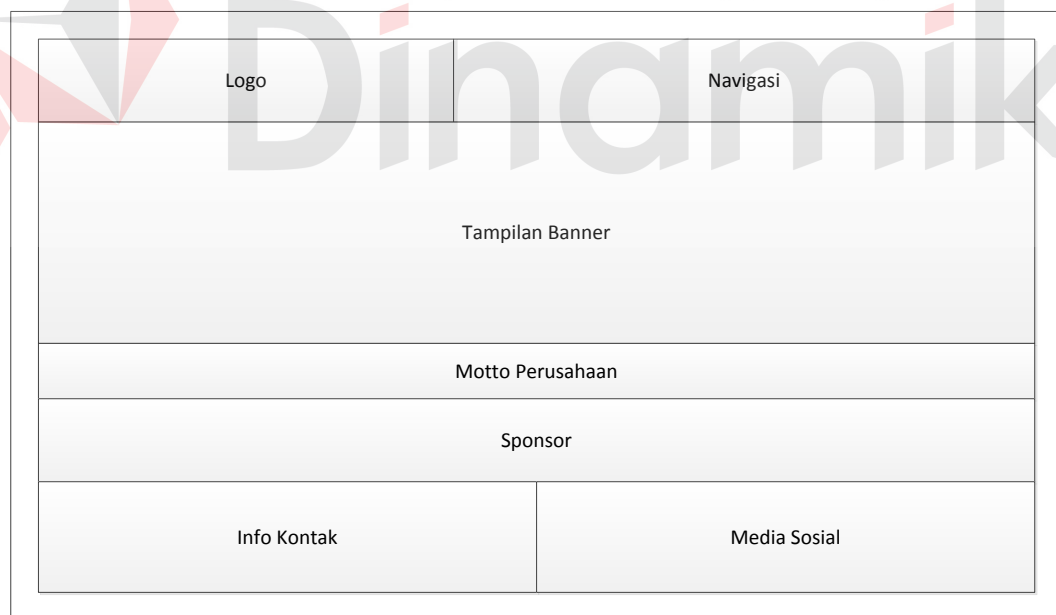 Dinamik
Logo
Navigasi
Tampilan Banner
Motto Perusahaan
Sponsor
Info Kontak
Media Sosial